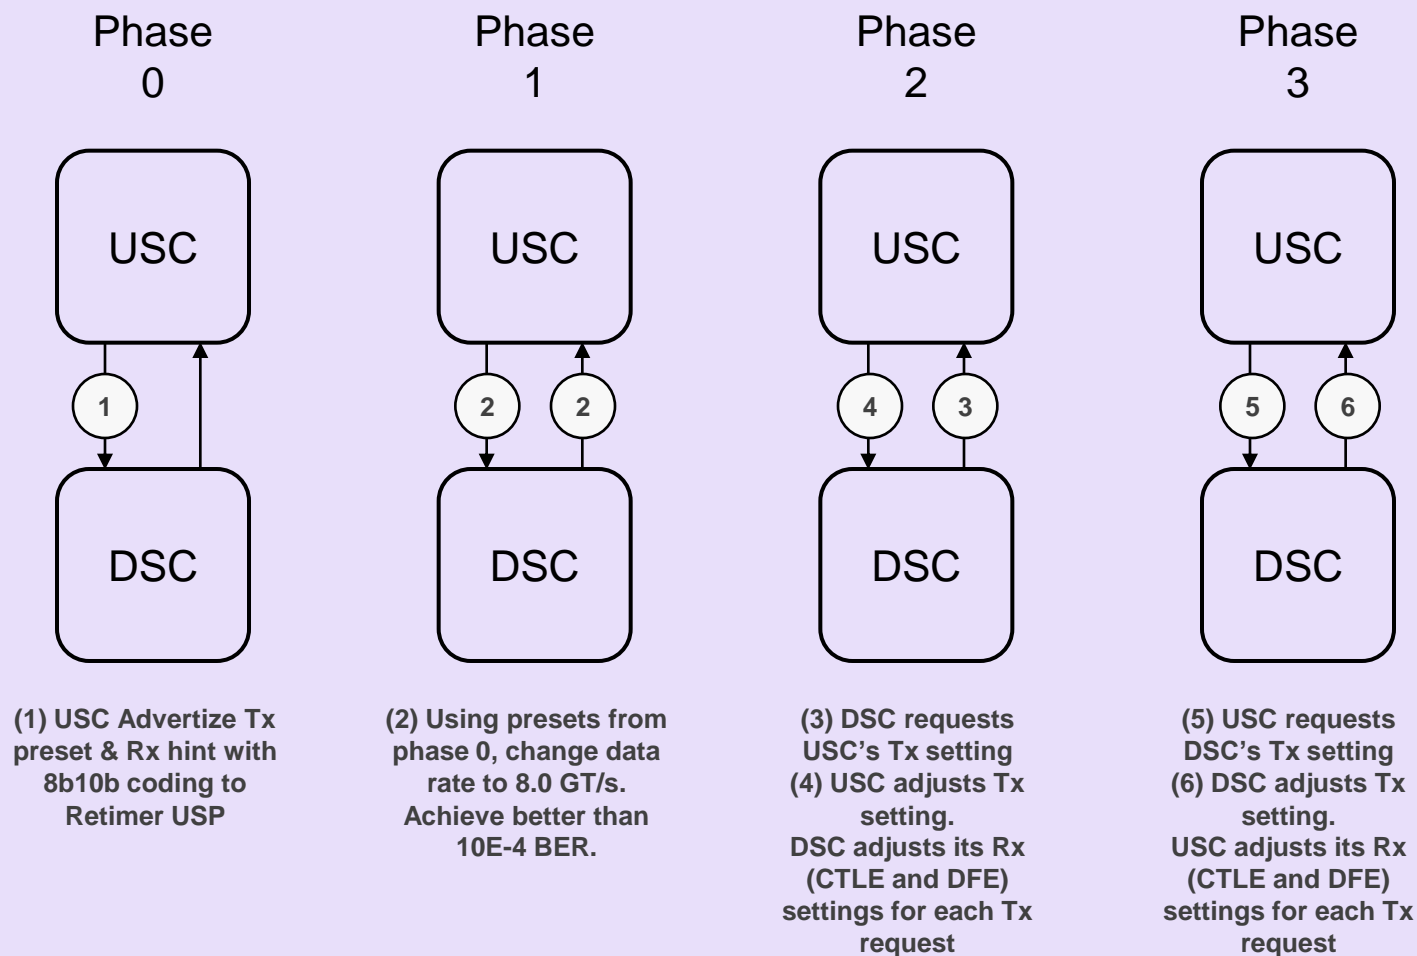 Phase
0
Phase
1
Phase
2
Phase
3
USC
USC
USC
USC
1
2
2
4
3
5
6
DSC
DSC
DSC
DSC
(1) USC Advertize Tx
preset & Rx hint with
8b10b coding to
Retimer USP
(2) Using presets from
phase 0, change data
rate to 8.0 GT/s.
Achieve better than
10E-4 BER.
(3) DSC requests
USC’s Tx setting
(4) USC adjusts Tx
setting.
DSC adjusts its Rx
(CTLE and DFE)
settings for each Tx
request
(5) USC requests
DSC’s Tx setting
(6) DSC adjusts Tx
setting.
USC adjusts its Rx
(CTLE and DFE)
settings for each Tx
request